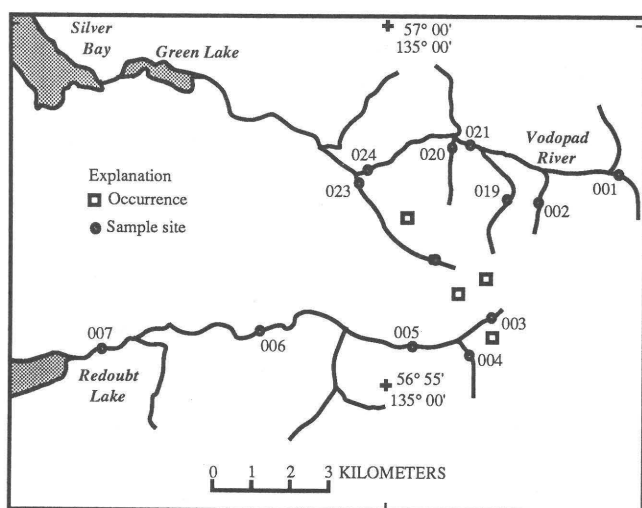 Silver
Bay
Green Lake
57° 00'
135° 00'
021
Vodopad
River
024
020
Explanation
023
019
001
Occurrence
002
Sample site
003
007
006
005
004
Redoubt
Lake
56° 55'
135° 00'
0 1 2 3 KILOMETERS